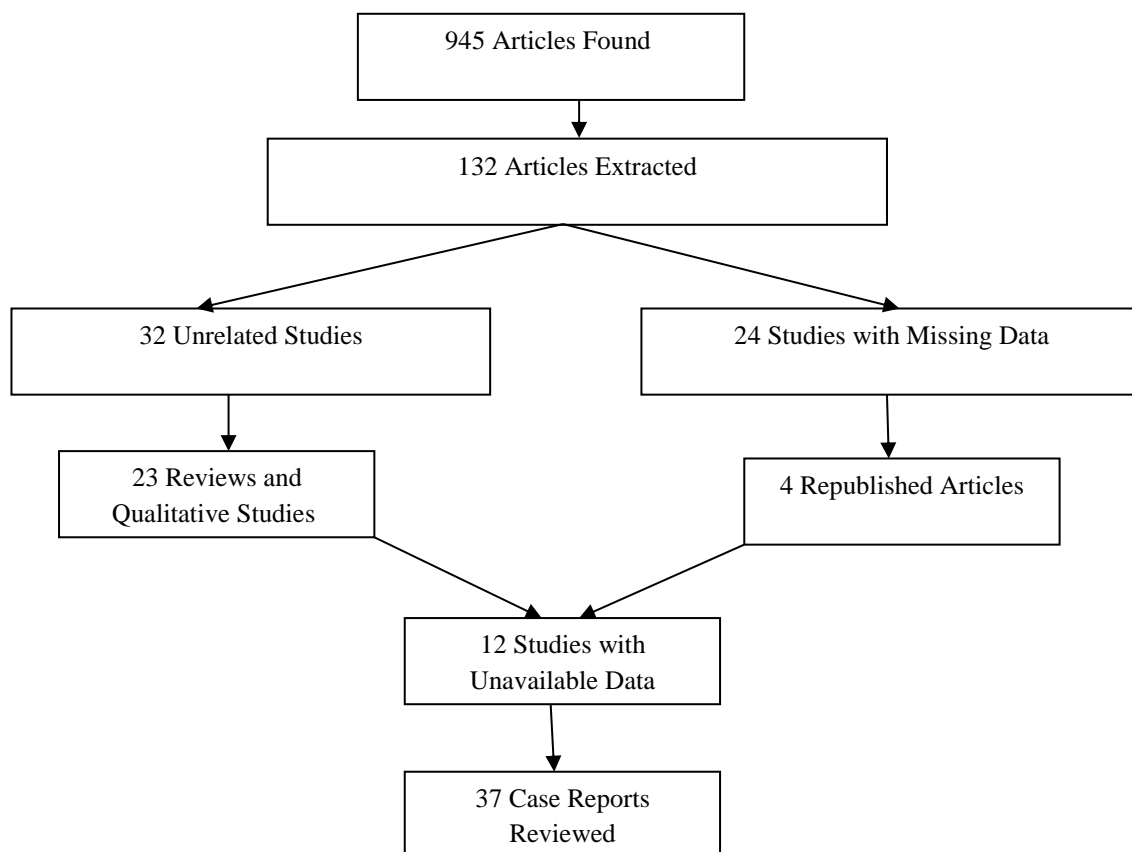 945 Articles Found
132 Articles Extracted
32 Unrelated Studies
24 Studies with Missing Data
23 Reviews and
Qualitative Studies
4 Republished Articles
12 Studies with
Unavailable Data
37 Case Reports
Reviewed